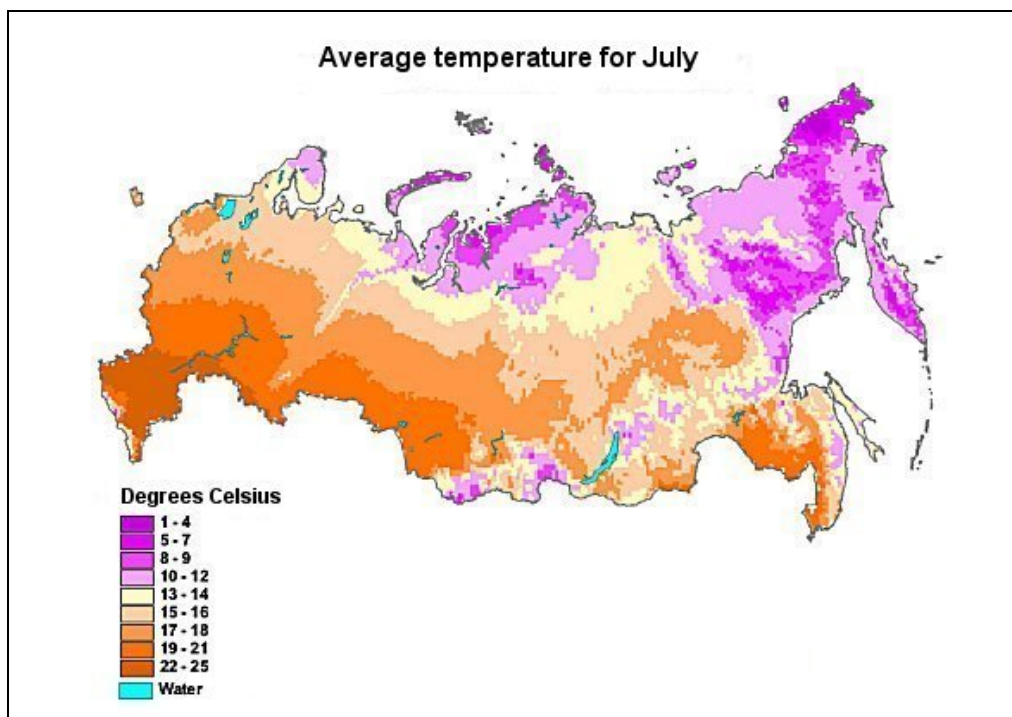 Average temperature for July
Degrees Celsius
1 - 4
5 - 7
8 - 9
10 - 12
13 - 14
15 - 16
17 - 18
19 - 21
22 - 25
Water